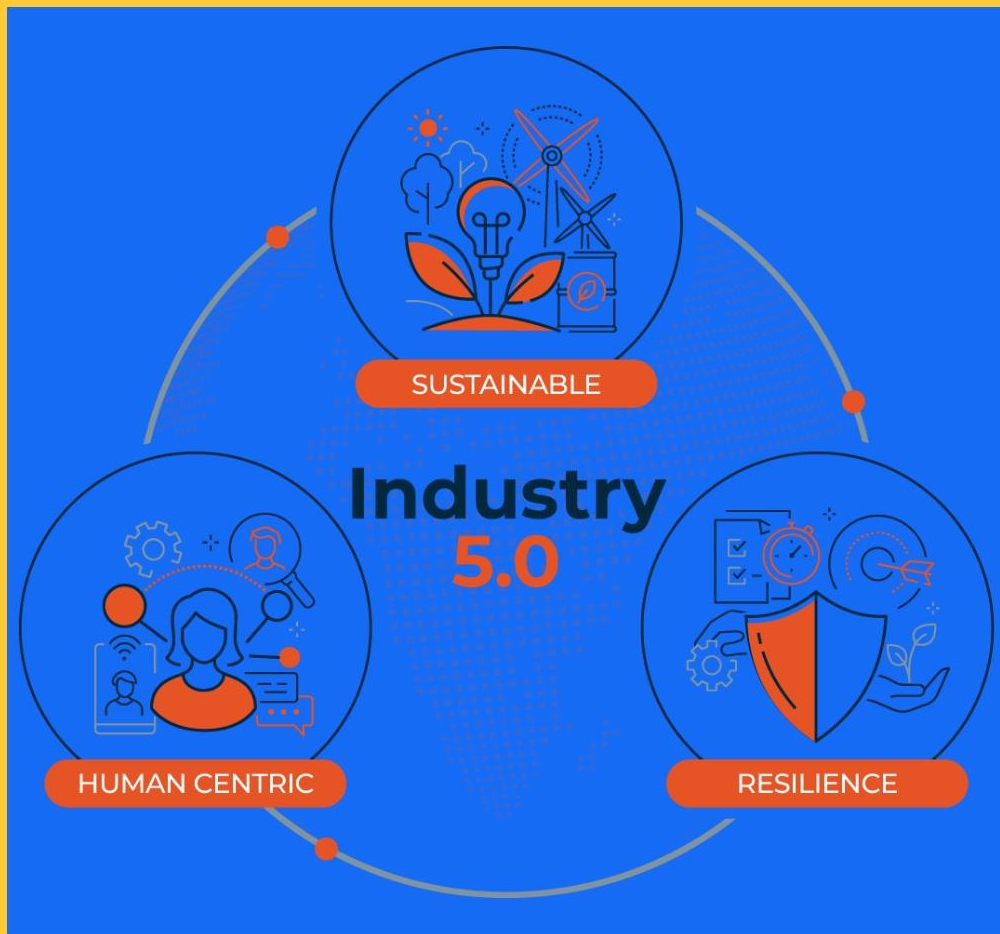 SUSTAINABLE
Industry
5.0
HUMAN CENTRIC
RESILIENCE